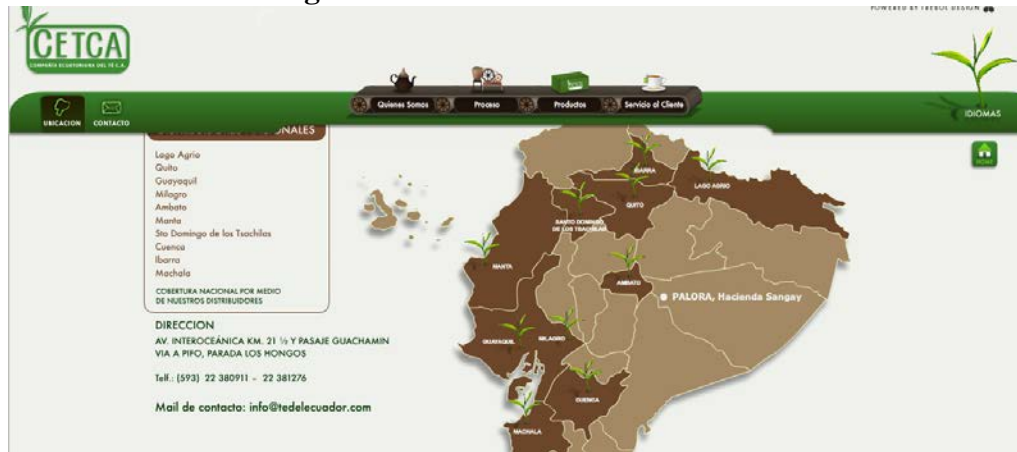 POWERED BY TREBOL DESIGN
CETCA
COMPAÑÍA ECUATORIANA DEL TÉ C.A.
Quienes Somos
Proceso
Productos
Servicio al Cliente
UBICACION
CONTACTO
IDIOMAS
HOME
Lago Agrio
Quito
Guayaquil
Milagro
Ambato
Manta
Sto Domingo de los Tsachilas
Cuenca
Ibarra
Machala
COBERTURA NACIONAL POR MEDIO
DE NUESTROS DISTRIBUIDORES
DIRECCION
AV. INTEROCEÁNICA KM. 21 ½ Y PASAJE GUACHAMIN
VIA A PIFO, PARADA LOS HONGOS
Telf.: (593) 22 380911 - 22 381276
Mail de contacto: info@tedelecuador.com
IBARRA
LAGO AGRIO
QUITO
SANTO DOMINGO
DE LOS TSACHILAS
MANTA
AMBATO
PALORA, Hacienda Sangay
GUAYAQUIL
MILAGRO
CUENCA
MACHALA